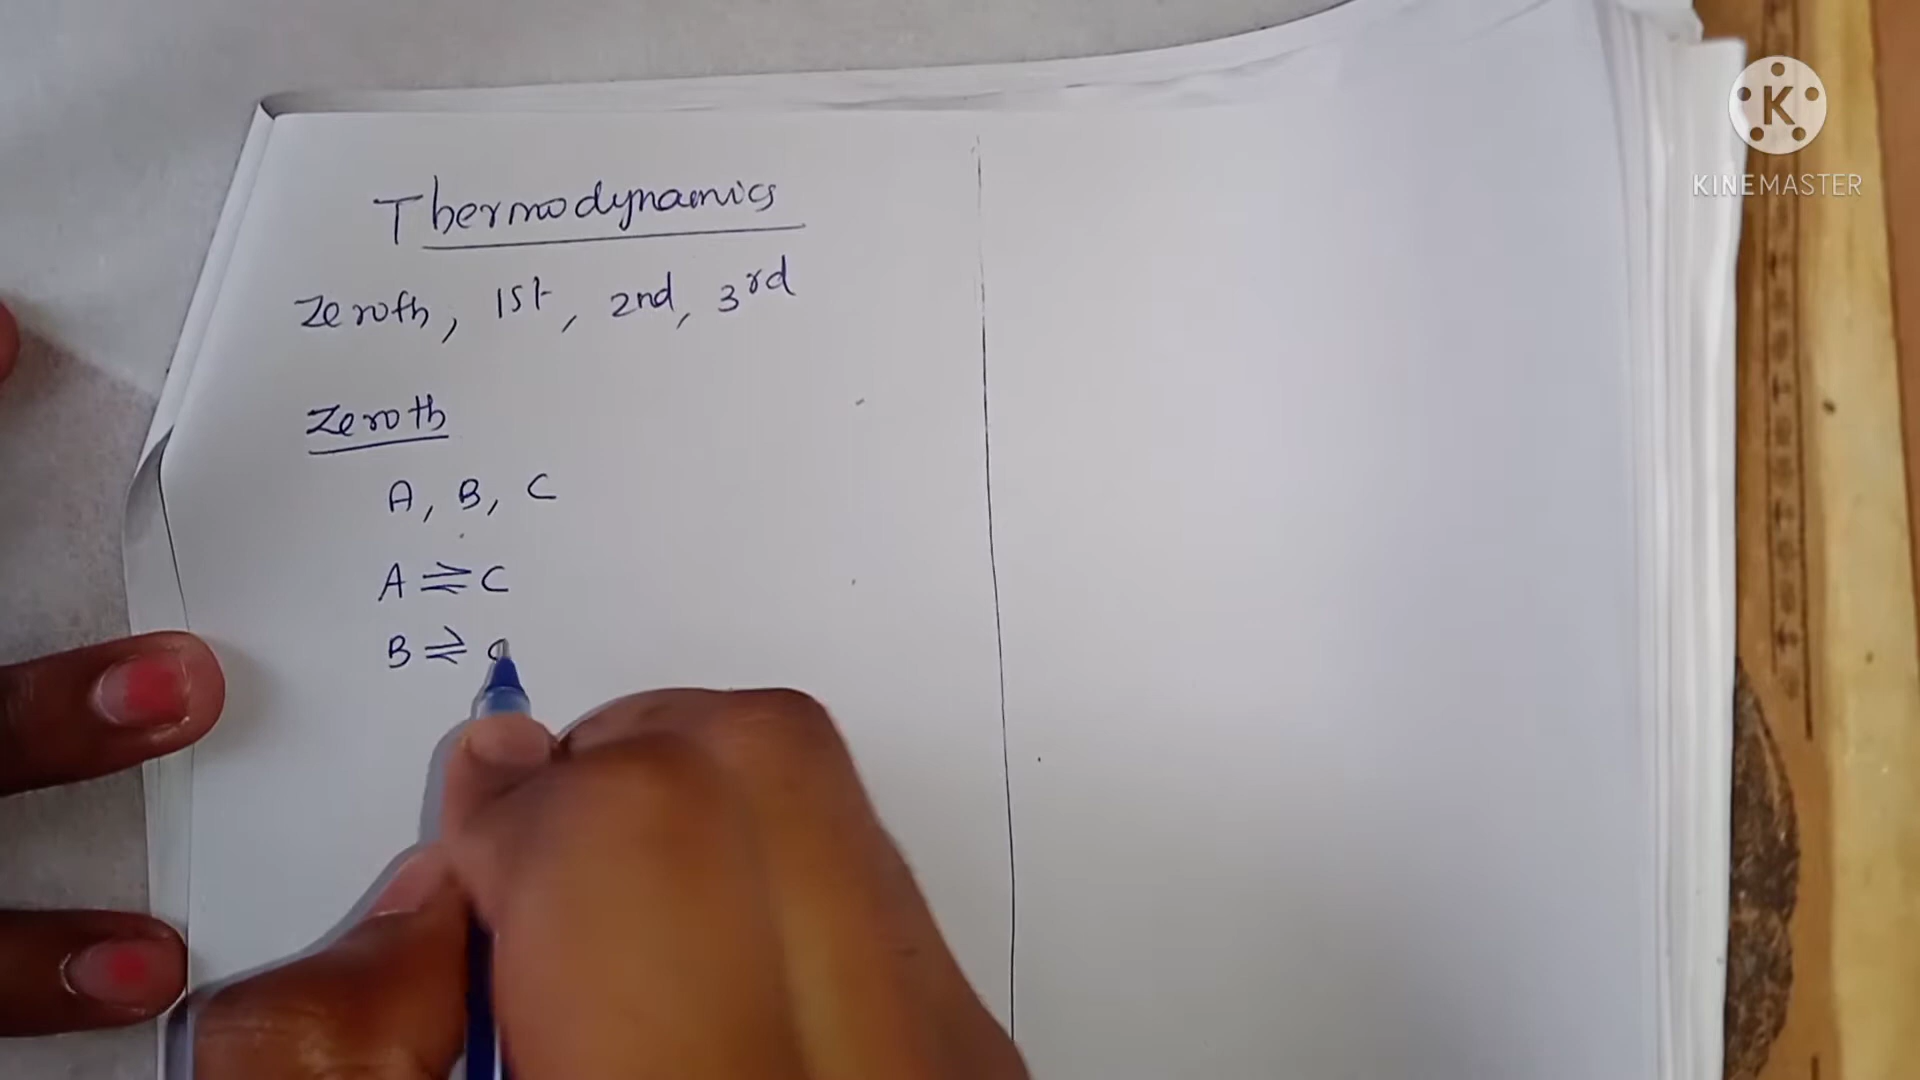 Thermodynamics
Zeroth, 1st, 2nd, 3rd
Zeroth
A, B, C
A ⇌ C
B ⇌ C
K
KINEMASTER